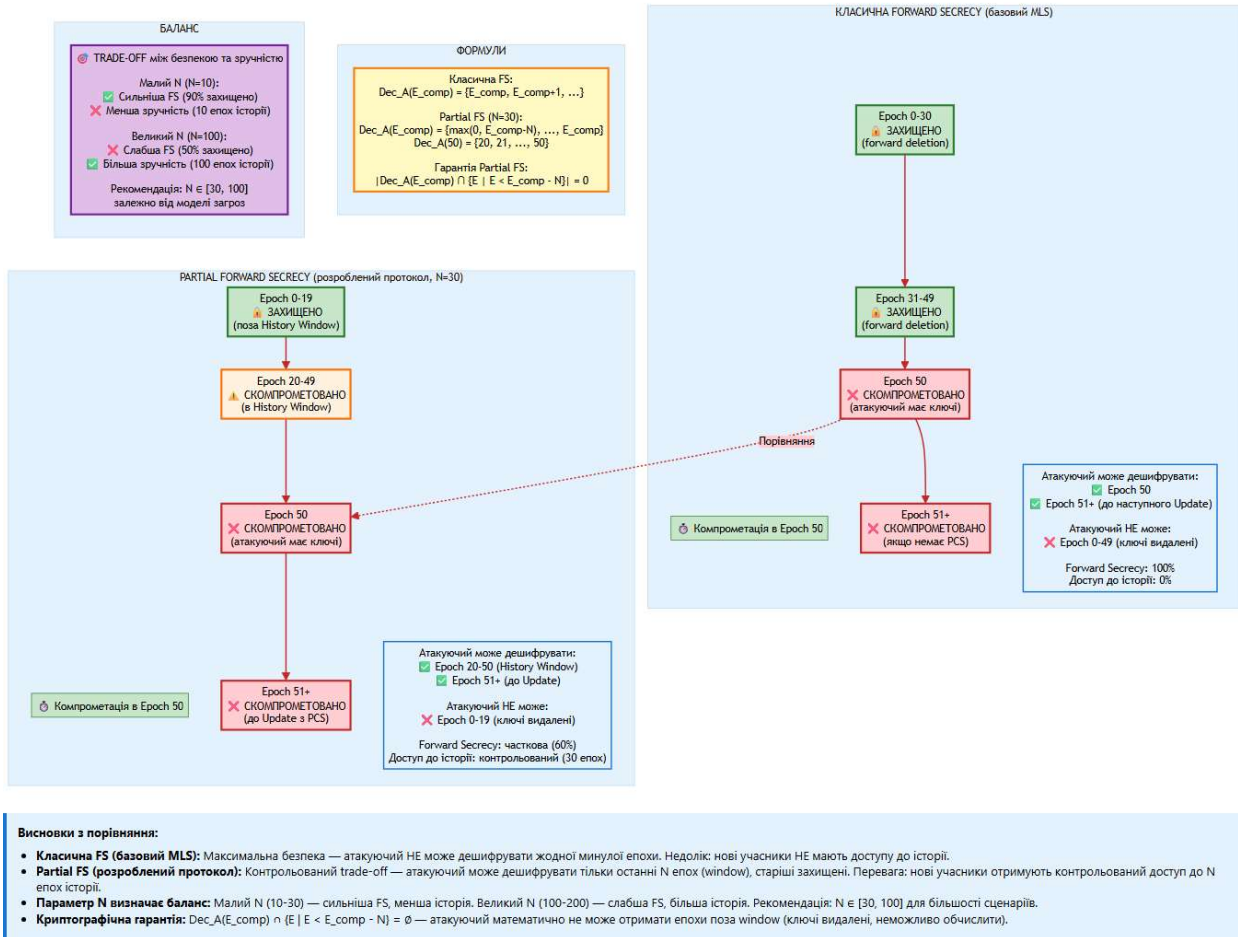 БАЛАНС
🎯 TRADE-OFF між безпекою та зручністю
Малий N (N=10):
✅ Сильніша FS (90% захищено)
❌ Менша зручність (10 епох історії)
Великий N (N=100):
❌ Слабша FS (50% захищено)
✅ Більша зручність (100 епох історії)
Рекомендація: N ∈ [30, 100]
залежно від моделі загроз
ФОРМУЛИ
Класична FS:
Dec_A(E_comp) = {E_comp, E_comp+1, ...}
Partial FS (N=30):
Dec_A(E_comp) = {max(0, E_comp-N), ..., E_comp}
Dec_A(50) = {20, 21, ..., 50}
Гарантія Partial FS:
|Dec_A(E_comp) ∩ {E | E < E_comp - N}| = 0
КЛАСИЧНА FORWARD SECRECY (базовий MLS)
Epoch 0-30
🔒 ЗАХИЩЕНО
(forward deletion)
Epoch 31-49
🔒 ЗАХИЩЕНО
(forward deletion)
Epoch 50
❌ СКОМПРОМЕТОВАНО
(атакуючий має ключі)
Порівняння
Epoch 51+
❌ СКОМПРОМЕТОВАНО
(якщо немає PCS)
⏱ Компрометація в Epoch 50
Атакуючий може дешифрувати:
✅ Epoch 50
✅ Epoch 51+ (до наступного Update)
Атакуючий НЕ може:
❌ Epoch 0-49 (ключі видалені)
Forward Secrecy: 100%
Доступ до історії: 0%
PARTIAL FORWARD SECRECY (розроблений протокол, N=30)
Epoch 0-19
🔒 ЗАХИЩЕНО
(поза History Window)
Epoch 20-49
⚠ СКОМПРОМЕТОВАНО
(в History Window)
Epoch 50
❌ СКОМПРОМЕТОВАНО
(атакуючий має ключі)
Epoch 51+
❌ СКОМПРОМЕТОВАНО
(до Update з PCS)
⏱ Компрометація в Epoch 50
Атакуючий може дешифрувати:
✅ Epoch 20-50 (History Window)
✅ Epoch 51+ (до Update)
Атакуючий НЕ може:
❌ Epoch 0-19 (ключі видалені)
Forward Secrecy: часткова (60%)
Доступ до історії: контрольований (30 епох)
Висновки з порівняння:
• Класична FS (базовий MLS): Максимальна безпека — атакуючий НЕ може дешифрувати жодної минулої епохи. Недолік: нові учасники НЕ мають доступу до історії.
• Partial FS (розроблений протокол): Контрольований trade-off — атакуючий може дешифрувати тільки останні N епох (window), старіші захищені. Перевага: нові учасники отримують контрольований доступ до N
епох історії.
• Параметр N визначає баланс: Малий N (10-30) — сильніша FS, менша історія. Великий N (100-200) — слабша FS, більша історія. Рекомендація: N ∈ [30, 100] для більшості сценаріїв.
• Криптографічна гарантія: Dec_A(E_comp) ∩ {E | E < E_comp - N} = ∅ — атакуючий математично не може отримати епохи поза window (ключі видалені, неможливо обчислити).